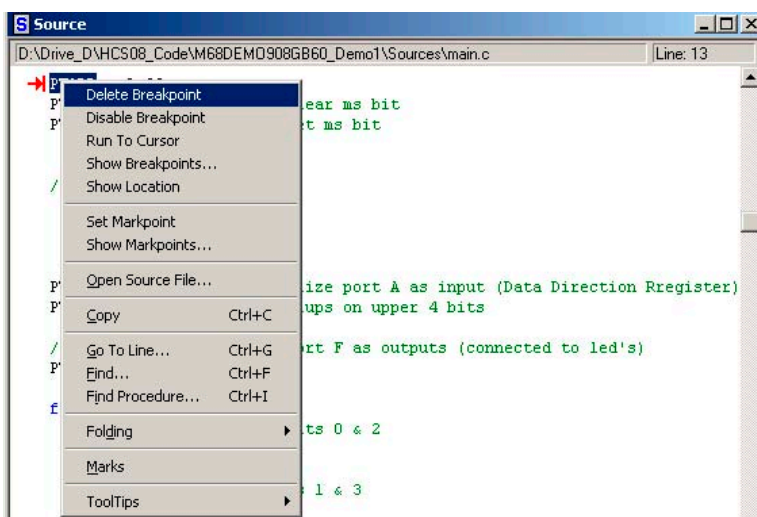 Source
D:\Drive_D\HCS08_Code\M68DEMO908GB60_Demo1\Sources\main.c Line: 13
Delete Breakpoint
P ear ms bit
Disable Breakpoint
P et ms bit
Run To Cursor
Show Breakpoints...
/ Show Location
Set Markpoint
Show Markpoints...
P Open Source File... ize port A as input (Data Direction Rregister)
P ups on upper 4 bits
Copy Ctrl+C
/ Go To Line... Ctrl+G rt F as outputs (connected to led's)
P Find... Ctrl+F
Find Procedure... Ctrl+I
f
Folding ts 0 & 2
Marks
1 & 3
ToolTips